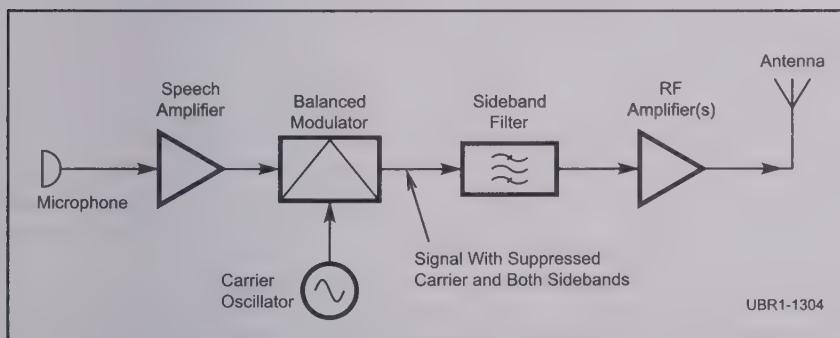 Antenna
Speech
Amplifier
Balanced
Modulator
Sideband
Filter
RF
Amplifier(s)
Microphone
Carrier
Oscillator
Signal With Suppressed
Carrier and Both Sidebands
UBR1-1304